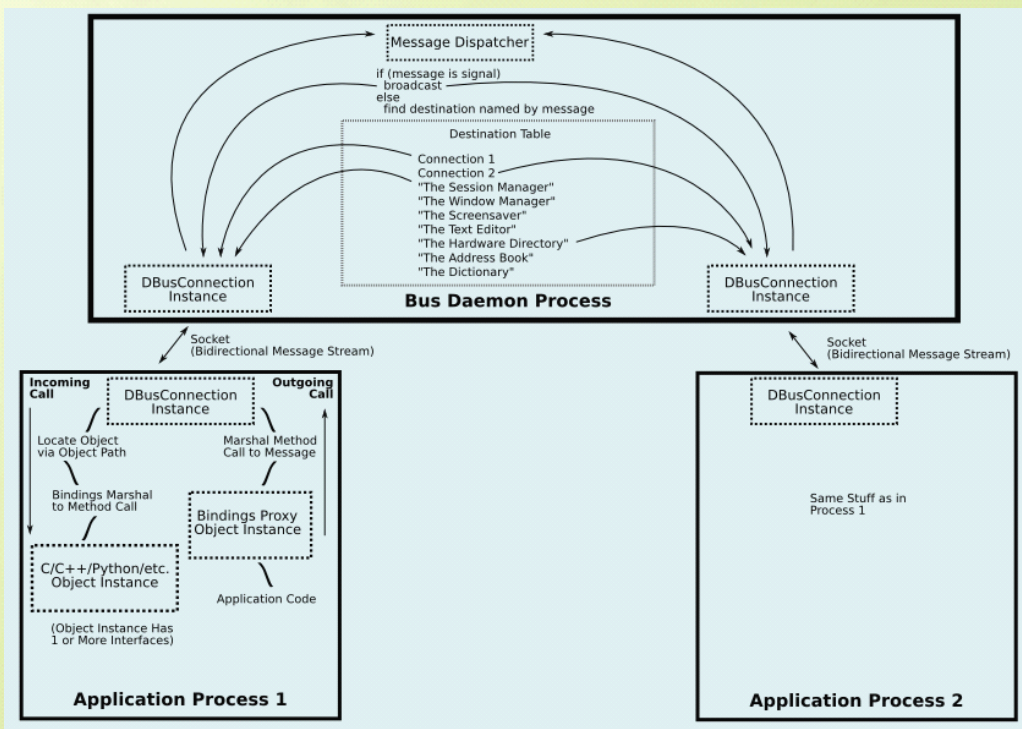 Message Dispatcher
if (message is signal)
broadcast
else
find destination named by message
Destination Table
Connection 1
Connection 2
"The Session Manager"
"The Window Manager"
"The Screensaver"
"The Text Editor"
"The Hardware Directory"
"The Address Book"
"The Dictionary"
DBusConnection
Instance
Bus Daemon Process
DBusConnection
Instance
Socket
(Bidirectional Message Stream)
Socket
(Bidirectional Message Stream)
Incoming
Call
DBusConnection
Instance
Outgoing
Call
Locate Object
via Object Path
Marshal Method
Call to Message
Bindings Marshal
to Method Call
Bindings Proxy
Object Instance
C/C++/Python/etc.
Object Instance
Application Code
(Object Instance Has
1 or More Interfaces)
Application Process 1
DBusConnection
Instance
Same Stuff as in
Process 1
Application Process 2